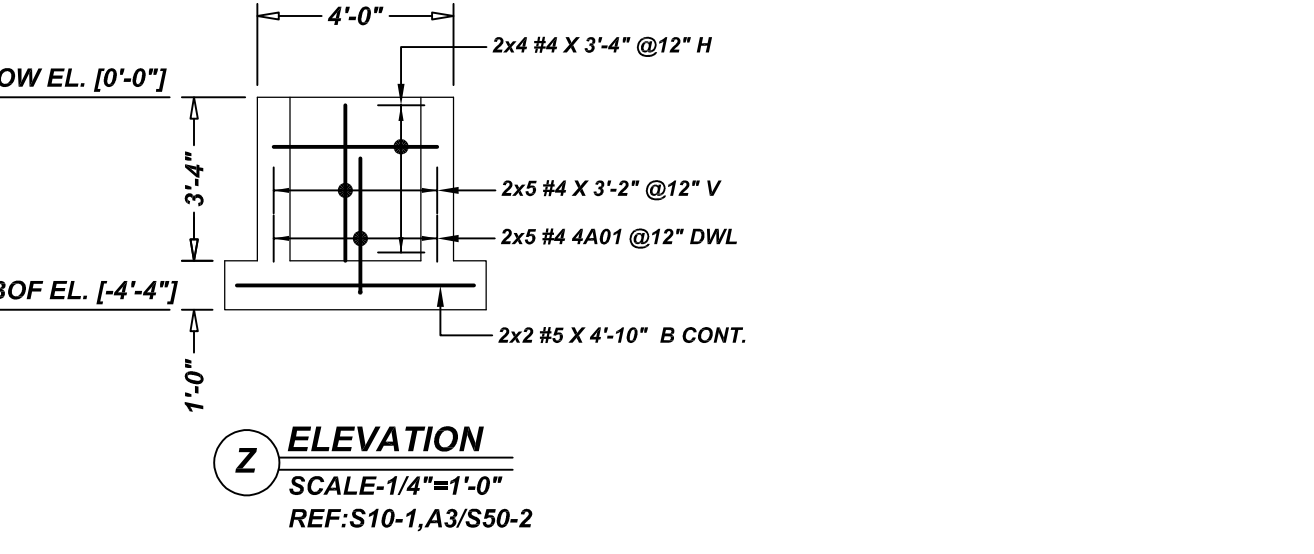 4'-0"
2x4 #4 X 3'-4" @12" H
OW EL. [0'-0"]
3'-4"
2x5 #4 X 3'-2" @12" V
2x5 #4 4A01 @12" DWL
BOF EL. [-4'-4"]
2x2 #5 X 4'-10" B CONT.
1'-0"
Z
ELEVATION
SCALE-1/4"=1'-0"
REF:S10-1,A3/S50-2